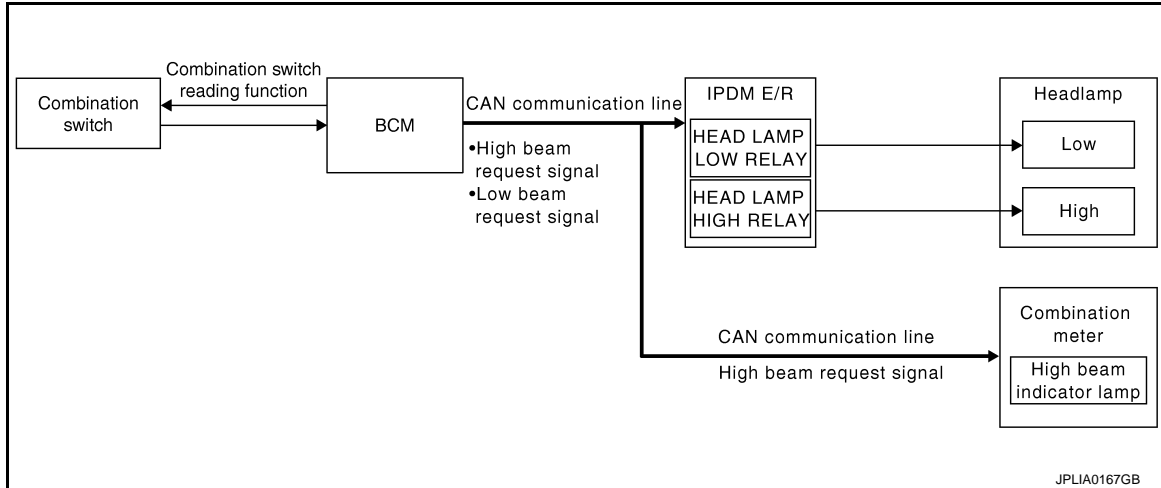 Combination switch
reading function
Combination
switch
BCM
CAN communication line
•High beam
request signal
•Low beam
request signal
IPDM E/R
HEAD LAMP
LOW RELAY
HEAD LAMP
HIGH RELAY
Headlamp
Low
High
CAN communication line
High beam request signal
Combination
meter
High beam
indicator lamp
JPLIA0167GB